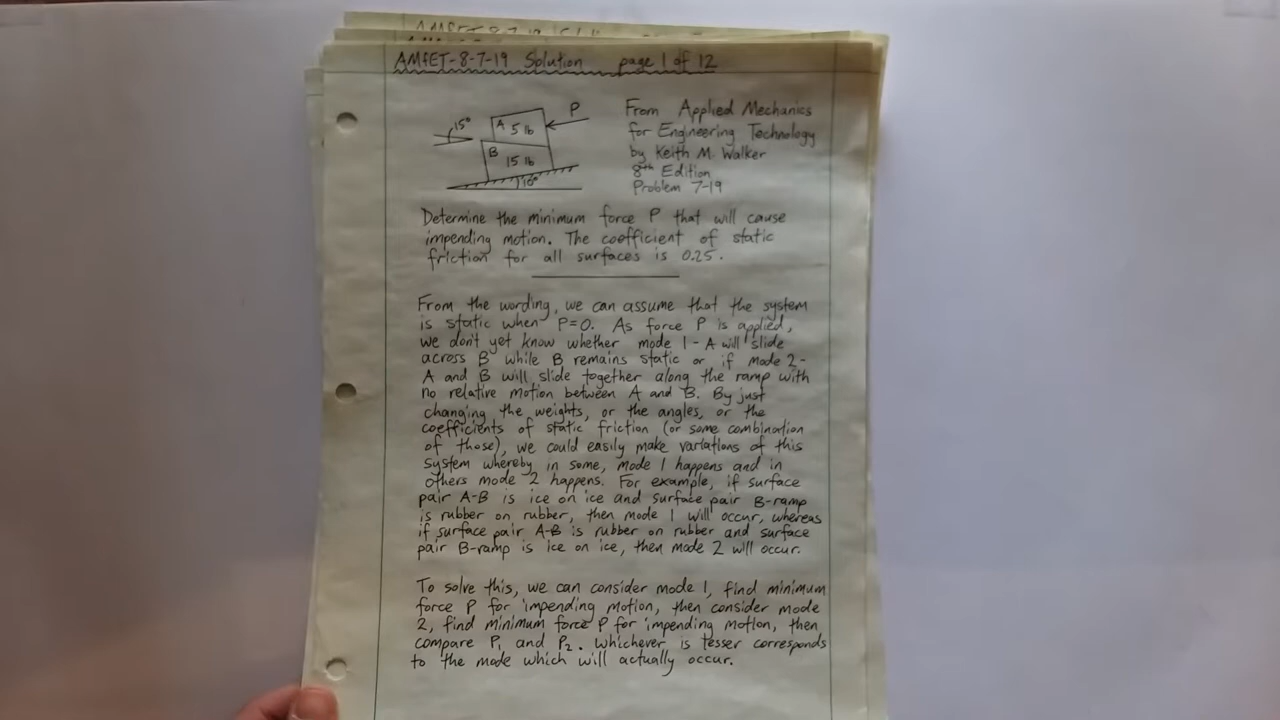 AMfET-8-7-19 Solution page 1 of 12
15°
A 5 lb
P
B
15 lb
10°
From Applied Mechanics
for Engineering Technology
by Keith M. Walker
8th Edition
Problem 7-19
Determine the minimum force P that will cause
impending motion. The coefficient of static
friction for all surfaces is 0.25.
From the wording, we can assume that the system
is static when P=0. As force P is applied,
we don't yet know whether mode 1 - A will slide
across B while B remains static or if mode 2-
A and B will slide together along the ramp with
no relative motion between A and B. By just
changing the weights, or the angles, or the
coefficients of static friction (or some combination
of those), we could easily make variations of this
system whereby in some, mode 1 happens and in
others mode 2 happens. For example, if surface
pair A-B is ice on ice and surface pair B-ramp
is rubber on rubber, then mode 1 will occur, whereas
if surface pair A-B is rubber on rubber and surface
pair B-ramp is ice on ice, then mode 2 will occur.
To solve this, we can consider mode 1, find minimum
force P for impending motion, then consider mode
2, find minimum force P for impending motion, then
compare P₁ and P₂. Whichever is lesser corresponds
to the mode which will actually occur.